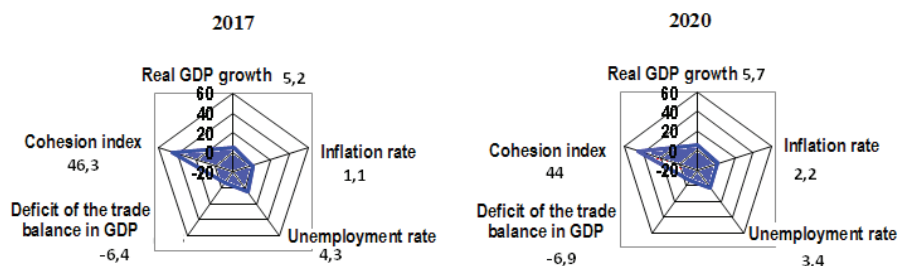 2017
Real GDP growth 5,2
60
40
20
0
-20
Cohesion index
46,3
Inflation rate
1,1
Deficit of the trade
balance in GDP
-6,4
Unemployment rate
4,3
2020
Real GDP growth 5,7
60
40
20
0
-20
Cohesion index
44
Inflation rate
2,2
Deficit of the trade
balance in GDP
-6,9
Unemployment rate
3,4